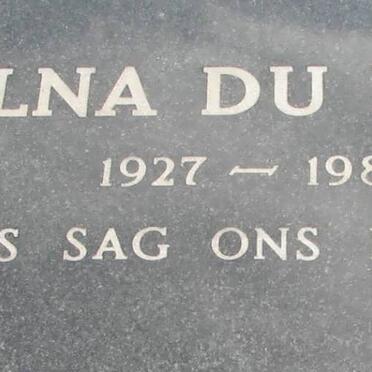 LNA DU
1927 – 198
S SAG ONS